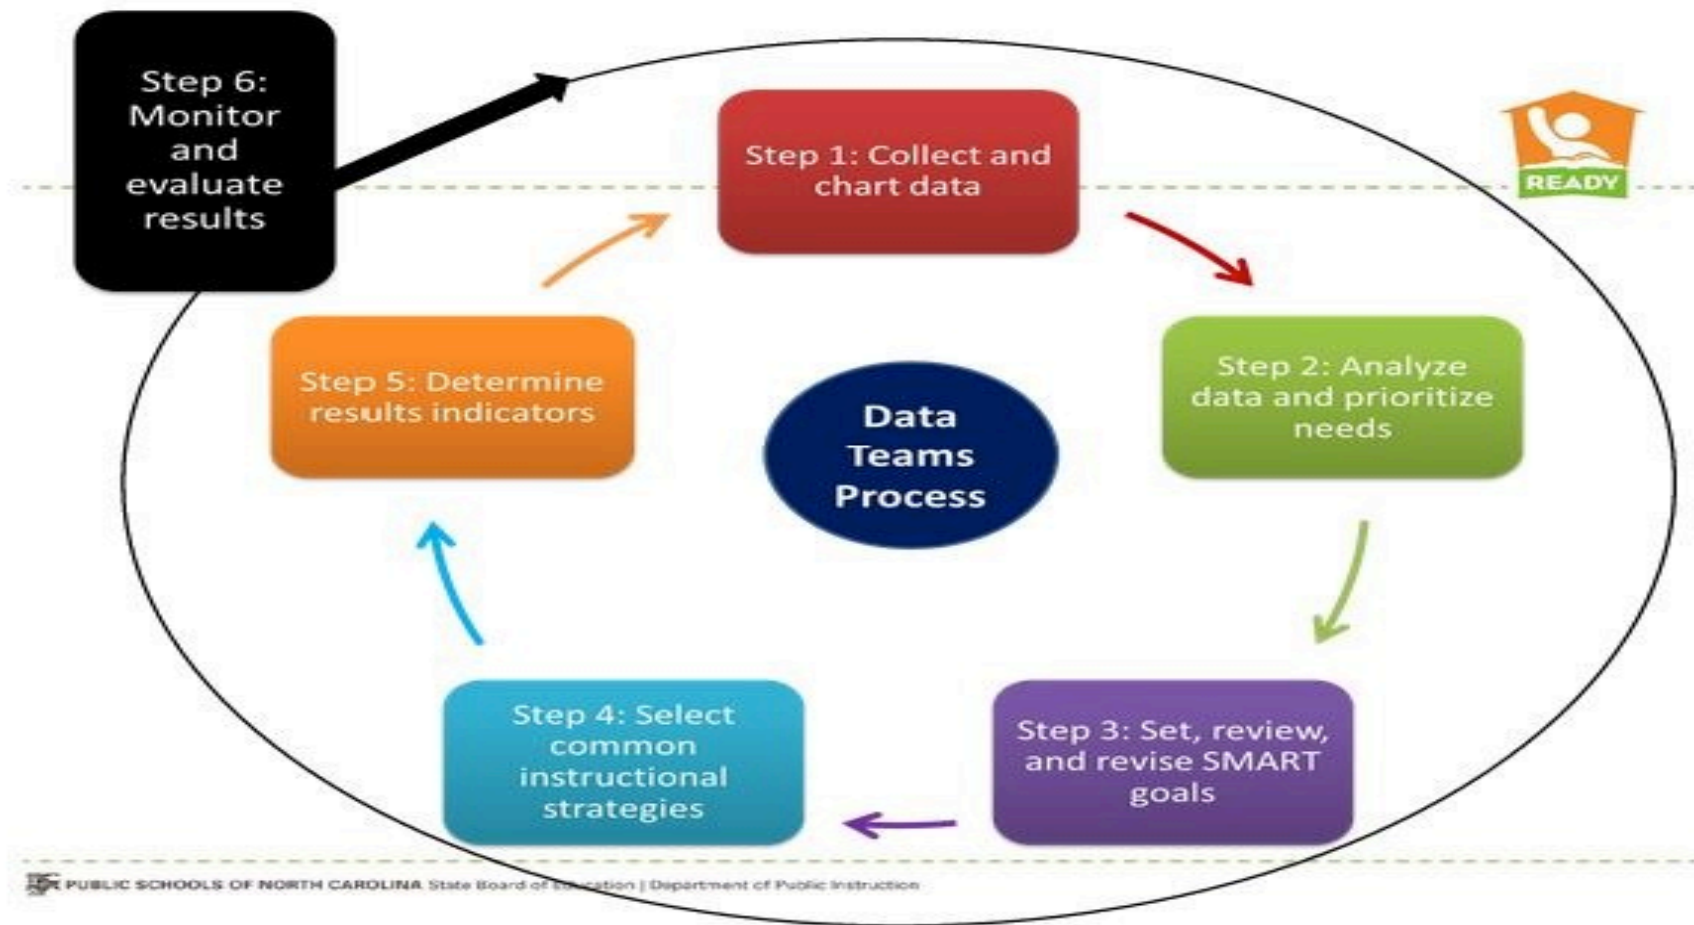 Step 6:
Monitor
and
evaluate
results
Step 1: Collect and
chart data
READY
Step 5: Determine
results indicators
Data
Teams
Process
Step 2: Analyze
data and prioritize
needs
Step 4: Select
common
instructional
strategies
Step 3: Set, review,
and revise SMART
goals
PUBLIC SCHOOLS OF NORTH CAROLINA State Board of Education | Department of Public Instruction